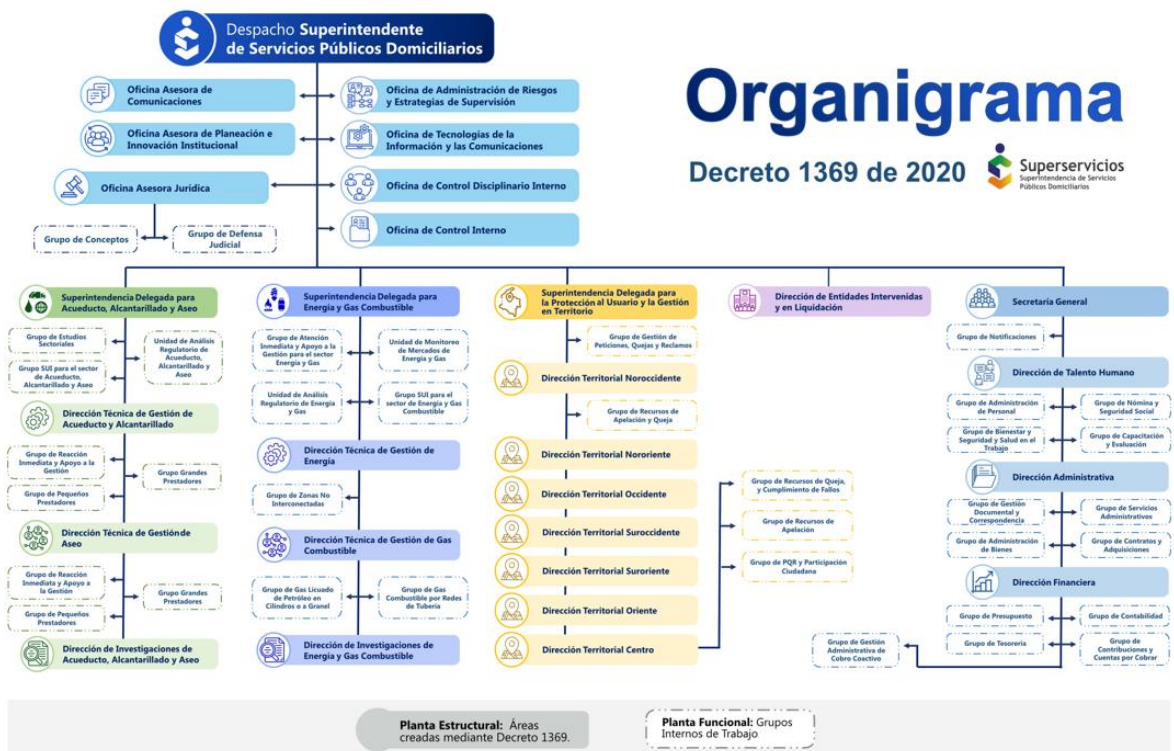 Despacho Superintendente
de Servicios Públicos Domiciliarios
Organigrama
Decreto 1369 de 2020
Superservicios
Superintendencia de Servicios
Públicos Domiciliarios
Oficina Asesora de
Comunicaciones
Oficina de Administración de Riesgos
y Estrategias de Supervisión
Oficina Asesora de Planeación e
Innovación Institucional
Oficina de Tecnologías de la
Información y las Comunicaciones
Oficina Asesora Jurídica
Oficina de Control Disciplinario Interno
Grupo de Conceptos
Grupo de Defensa
Judicial
Oficina de Control Interno
Superintendencia Delegada para
Acueducto, Alcantarillado y Aseo
Grupo de Estudios
Sectoriales
Unidad de Análisis
Regulatorio de
Acueducto,
Alcantarillado y
Aseo
Grupo SUI para el sector
de Acueducto,
Alcantarillado y Aseo
Dirección Técnica de Gestión de
Acueducto y Alcantarillado
Grupo de Reacción
Inmediata y Apoyo a la
Gestión
Grupo Grandes
Prestadores
Grupo de Pequeños
Prestadores
Dirección Técnica de Gestión de
Aseo
Grupo de Reacción
Inmediata y Apoyo a
la Gestión
Grupo Grandes
Prestadores
Grupo de Pequeños
Prestadores
Dirección de Investigaciones de
Acueducto, Alcantarillado y Aseo
Superintendencia Delegada para
Energía y Gas Combustible
Grupo de Atención
Inmediata y Apoyo a la
Gestión para el sector
Energía y Gas
Unidad de Monitoreo
de Mercados de
Energía y Gas
Unidad de Análisis
Regulatorio de Energía
y Gas
Grupo SUI para el
sector de Energía y Gas
Combustible
Dirección Técnica de Gestión de
Energía
Grupo de Zonas No
Interconectadas
Dirección Técnica de Gestión de Gas
Combustible
Grupo de Gas Licuado de
Petróleo en
Cilindros o a Granel
Grupo de Gas
Combustible por Redes
de Tubería
Dirección de Investigaciones de
Energía y Gas Combustible
Superintendencia Delegada para
la Protección al Usuario y la Gestión
en Territorio
Grupo de Gestión de
Peticiones, Quejas y Reclamos
Dirección Territorial Noroccidente
Grupo de Recursos de
Apelación y Queja
Dirección Territorial Nororiente
Dirección Territorial Occidente
Dirección Territorial Suroccidente
Dirección Territorial Suroriente
Dirección Territorial Oriente
Dirección Territorial Centro
Grupo de Recursos de Queja,
y Cumplimiento de Fallos
Grupo de Recursos de
Apelación
Grupo de PQR y Participación
Ciudadana
Dirección de Entidades Intervenidas
y en Liquidación
Secretaría General
Grupo de Notificaciones
Dirección de Talento Humano
Grupo de Administración
de Personal
Grupo de Nómina y
Seguridad Social
Grupo de Bienestar y
Seguridad y Salud en el
Trabajo
Grupo de Capacitación
y Evaluación
Dirección Administrativa
Grupo de Gestión
Documental y
Correspondencia
Grupo de Servicios
Administrativos
Grupo de Administración
de Bienes
Grupo de Contratos y
Adquisiciones
Dirección Financiera
Grupo de Presupuesto
Grupo de Contabilidad
Grupo de Tesorería
Grupo de
Contribuciones y
Cuentas por Cobrar
Grupo de Gestión
Administrativa de
Cobro Coactivo
Planta Estructural: Áreas
creadas mediante Decreto 1369.
Planta Funcional: Grupos
Internos de Trabajo